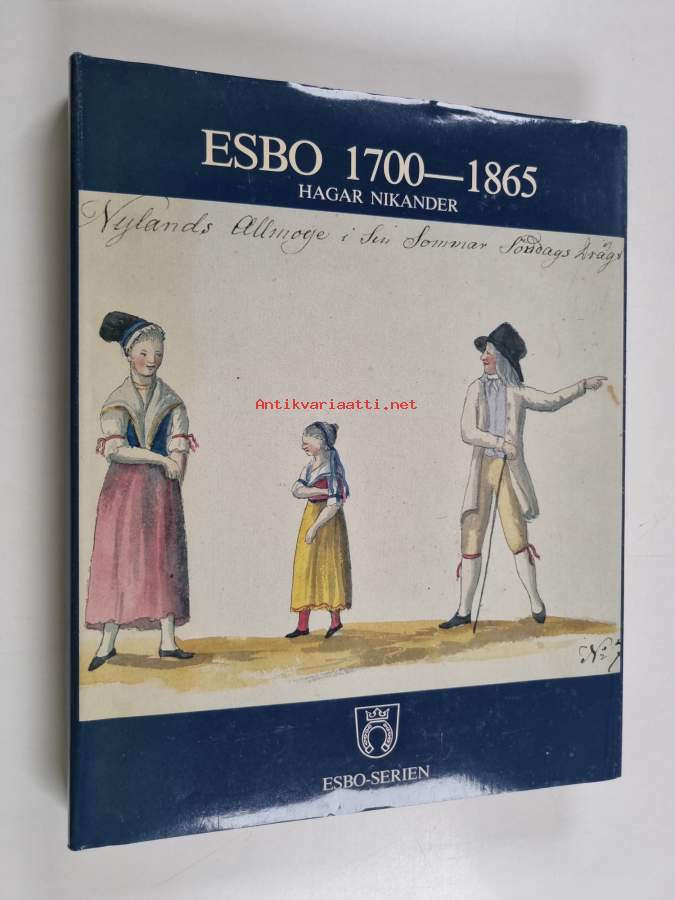 ESBO 1700—1865
HAGAR NIKANDER
Nylands Allmoge i Sin Sommar Söndags Drägt
Antikvariaatti.net
No 7
ESBO-SERIEN